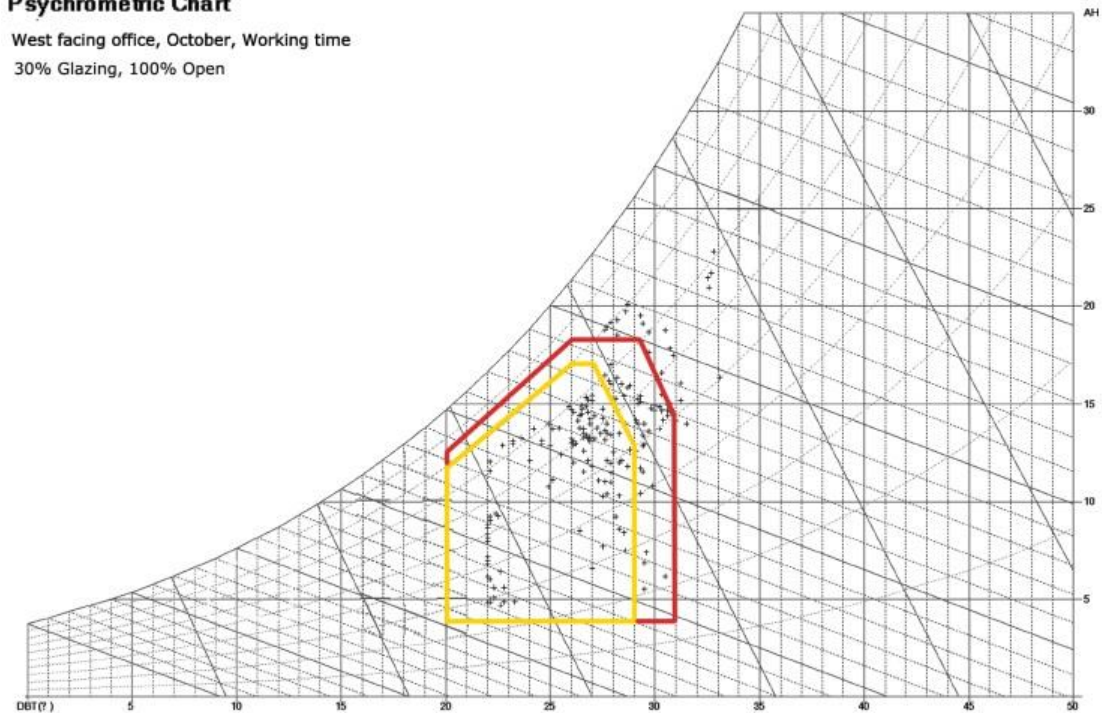 Psychrometric Chart
West facing office, October, Working time
30% Glazing, 100% Open
AH
30
25
20
15
10
5
DBT(?) 5 10 15 20 25 30 35 40 45 50